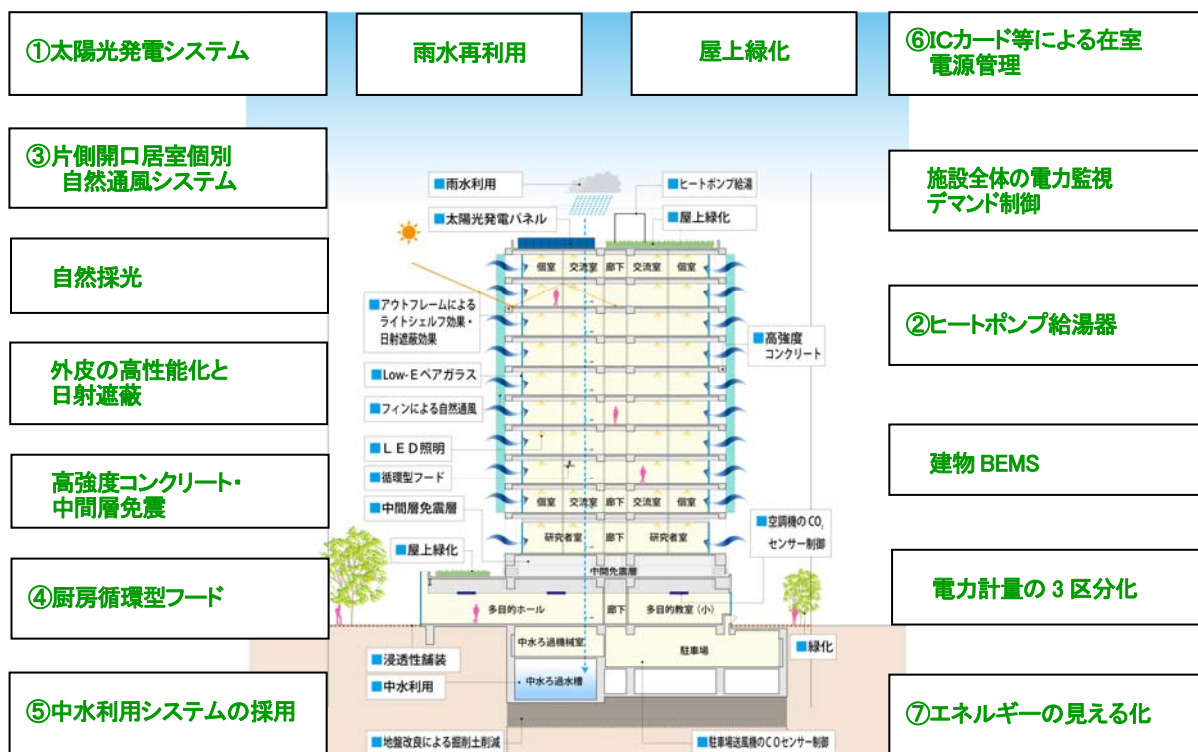 ①太陽光発電システム
雨水再利用
屋上緑化
⑥ICカード等による在室
電源管理
③片側開口居室個別
自然通風システム
施設全体の電力監視
デマンド制御
自然採光
②ヒートポンプ給湯器
外皮の高性能化と
日射遮蔽
建物 BEMS
高強度コンクリート・
中間層免震
電力計量の 3 区分化
④厨房循環型フード
⑤中水利用システムの採用
⑦エネルギーの見える化
■雨水利用
■ヒートポンプ給湯
■太陽光発電パネル
■屋上緑化
個室 交流室 廊下 交流室 個室
■アウトフレームによる
ライトシェルフ効果・
日射遮蔽効果
■高強度
コンクリート
■Low-Eペアガラス
■フィンによる自然通風
■LED照明
■循環型フード
■中間層免震層
個室 交流室 廊下 交流室 個室
■空調機のCO₂
センサー制御
研究者室 廊下 研究者室
■屋上緑化
中間免震層
多目的ホール 廊下 多目的教室(小)
中水ろ過機械室
駐車場
■緑化
■浸透性舗装
■中水利用
中水ろ過水槽
■地盤改良による掘削土削減
■駐車場送風機のCOセンサー制御